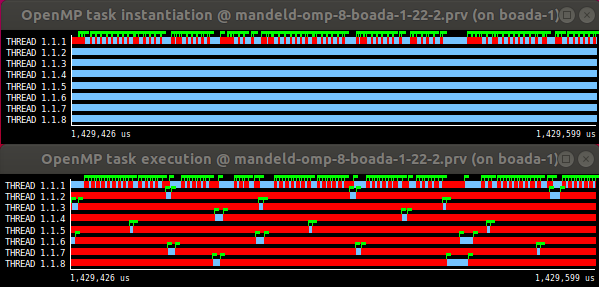 OpenMP task instantiation @ mandeld-omp-8-boada-1-22-2.prv (on boada-1)
THREAD 1.1.1
THREAD 1.1.2
THREAD 1.1.3
THREAD 1.1.4
THREAD 1.1.5
THREAD 1.1.6
THREAD 1.1.7
THREAD 1.1.8
1,429,426 us 1,429,599 us
OpenMP task execution @ mandeld-omp-8-boada-1-22-2.prv (on boada-1)
THREAD 1.1.1
THREAD 1.1.2
THREAD 1.1.3
THREAD 1.1.4
THREAD 1.1.5
THREAD 1.1.6
THREAD 1.1.7
THREAD 1.1.8
1,429,426 us 1,429,599 us